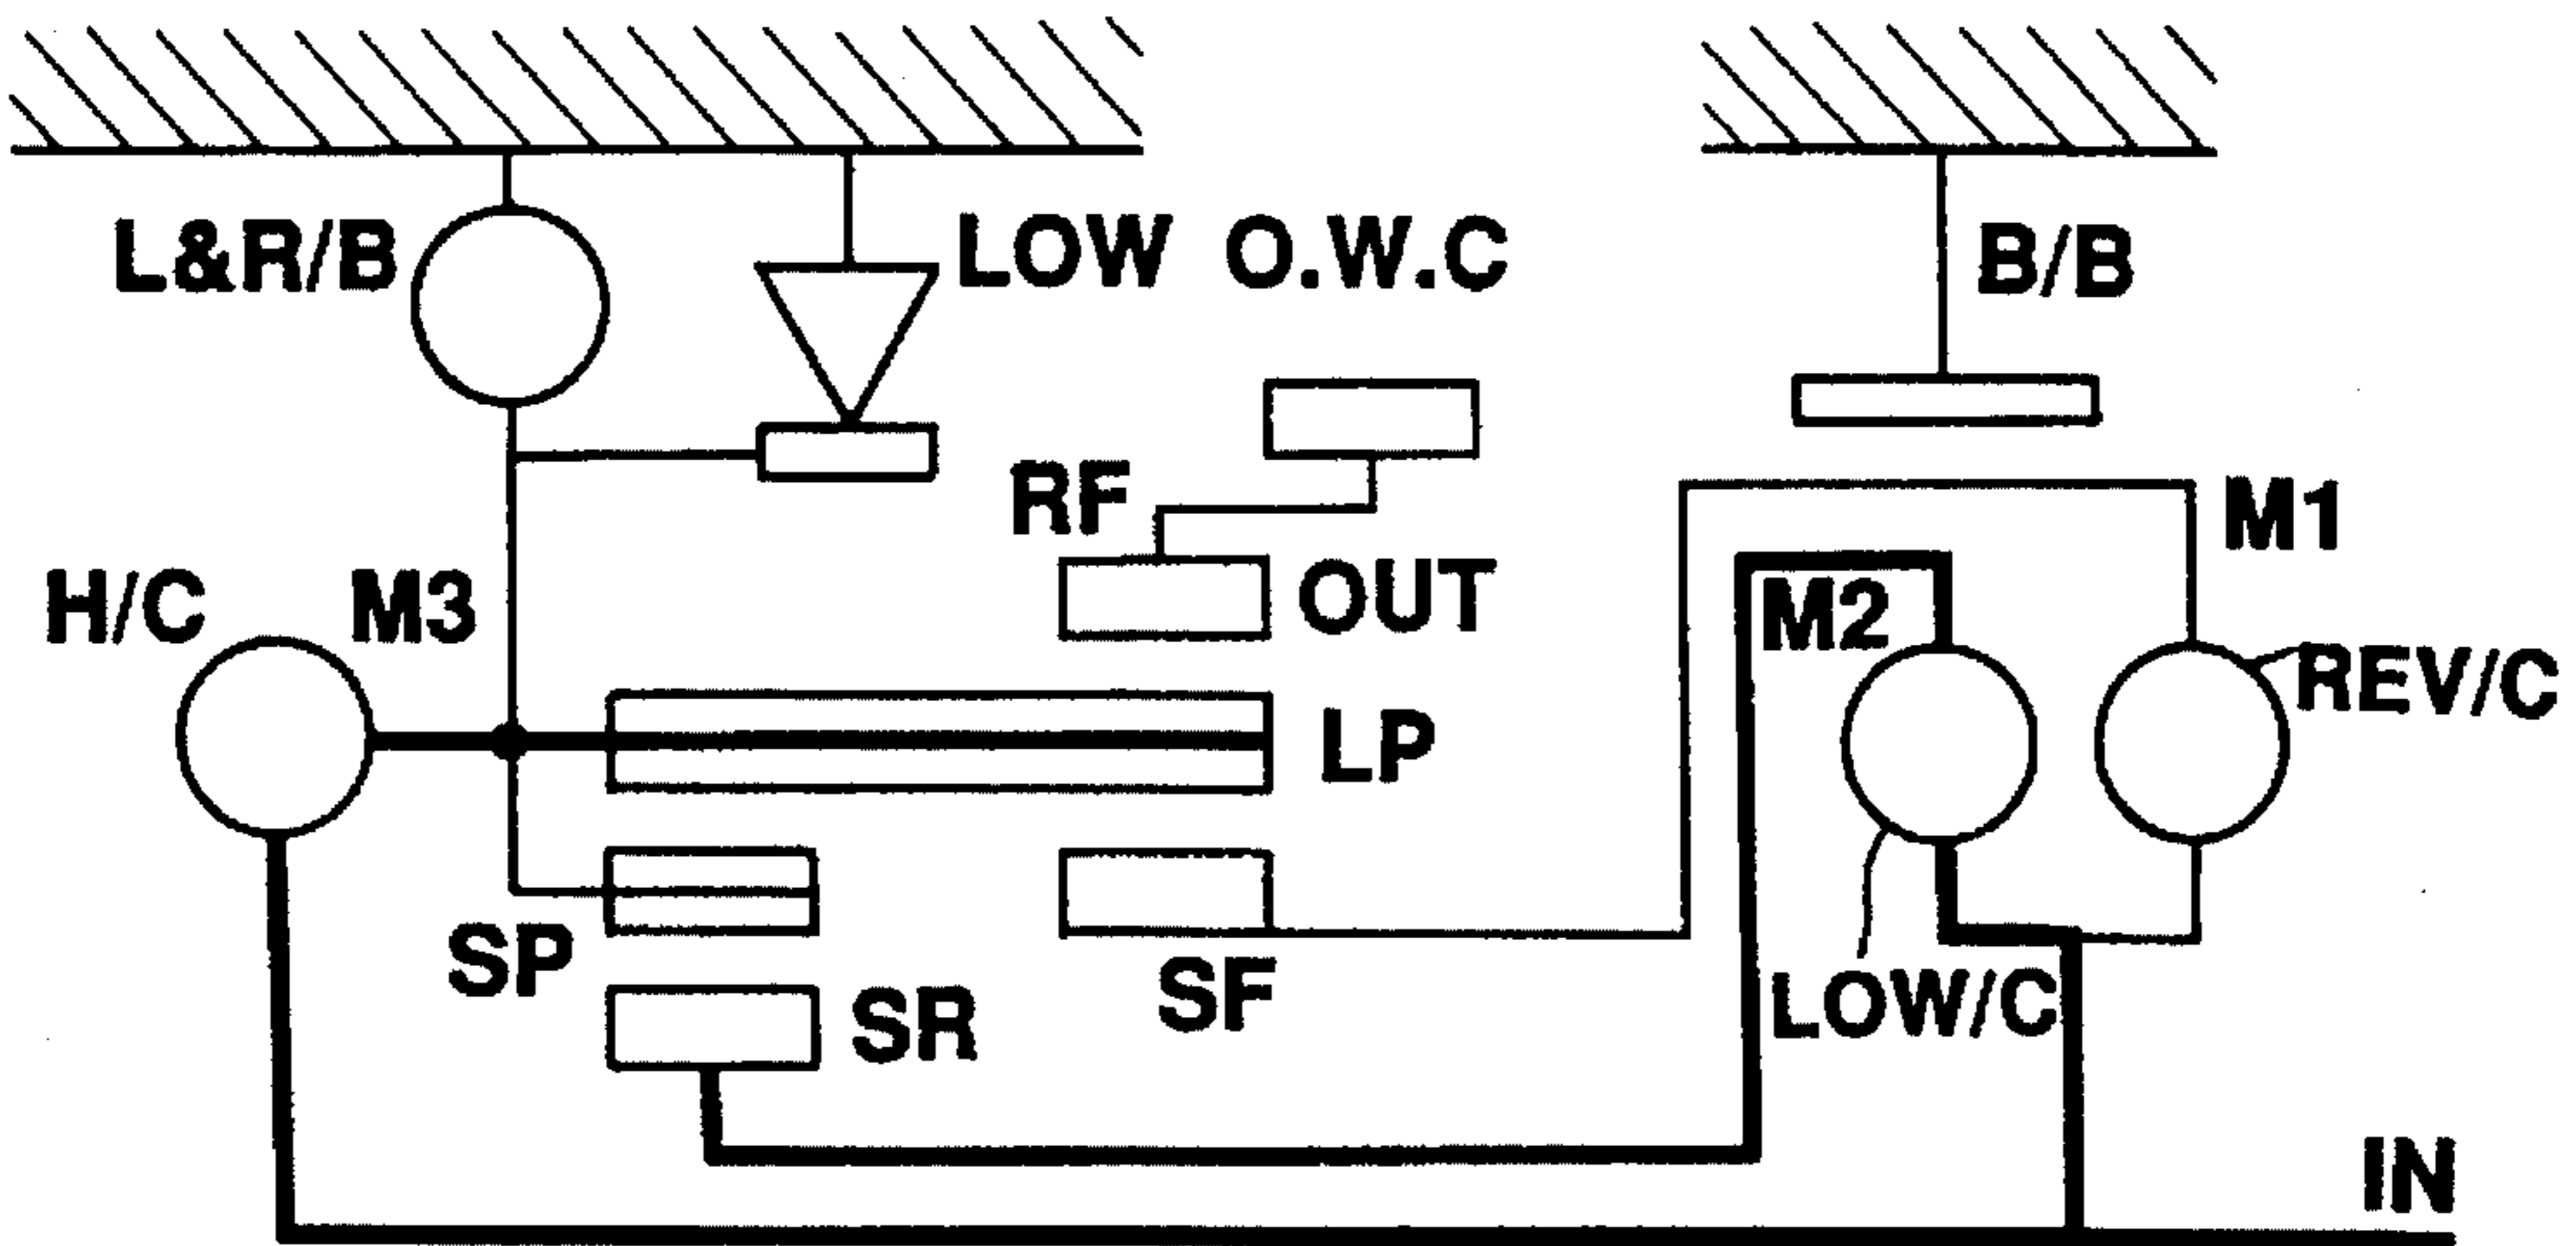 L&R/B
LOW O.W.C
B/B
RF
M1
H/C
M3
OUT
M2
REV/C
LP
SP
SR
SF
LOW/C
IN